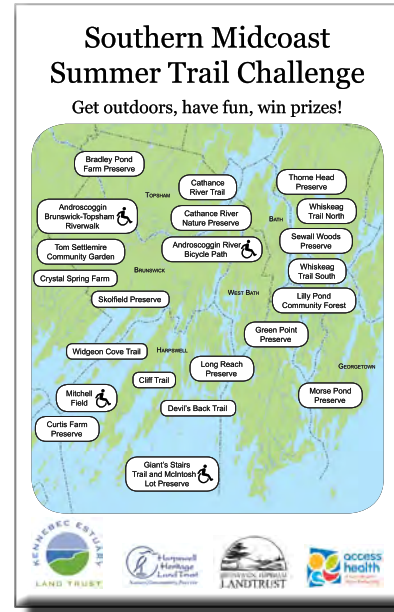 Southern Midcoast
Summer Trail Challenge
Get outdoors, have fun, win prizes!
Bradley Pond
Farm Preserve
Topsham
Cathance
River Trail
Thorne Head
Preserve
Androscoggin
Brunswick-Topsham
Riverwalk
Cathance River
Nature Preserve
Bath
Whiskeag
Trail North
Sewall Woods
Preserve
Tom Settlemire
Community Garden
Androscoggin River
Bicycle Path
Brunswick
Whiskeag
Trail South
Crystal Spring Farm
Skolfield Preserve
West Bath
Lilly Pond
Community Forest
Green Point
Preserve
Widgeon Cove Trail
Harpswell
Long Reach
Preserve
Georgetown
Cliff Trail
Mitchell
Field
Morse Pond
Preserve
Devil's Back Trail
Curtis Farm
Preserve
Giant's Stairs
Trail and McIntosh
Lot Preserve
KENNEBEC ESTUARY
LAND TRUST
Harpswell
Heritage
Land Trust
BRUNSWICK-TOPSHAM
LAND TRUST
access
health